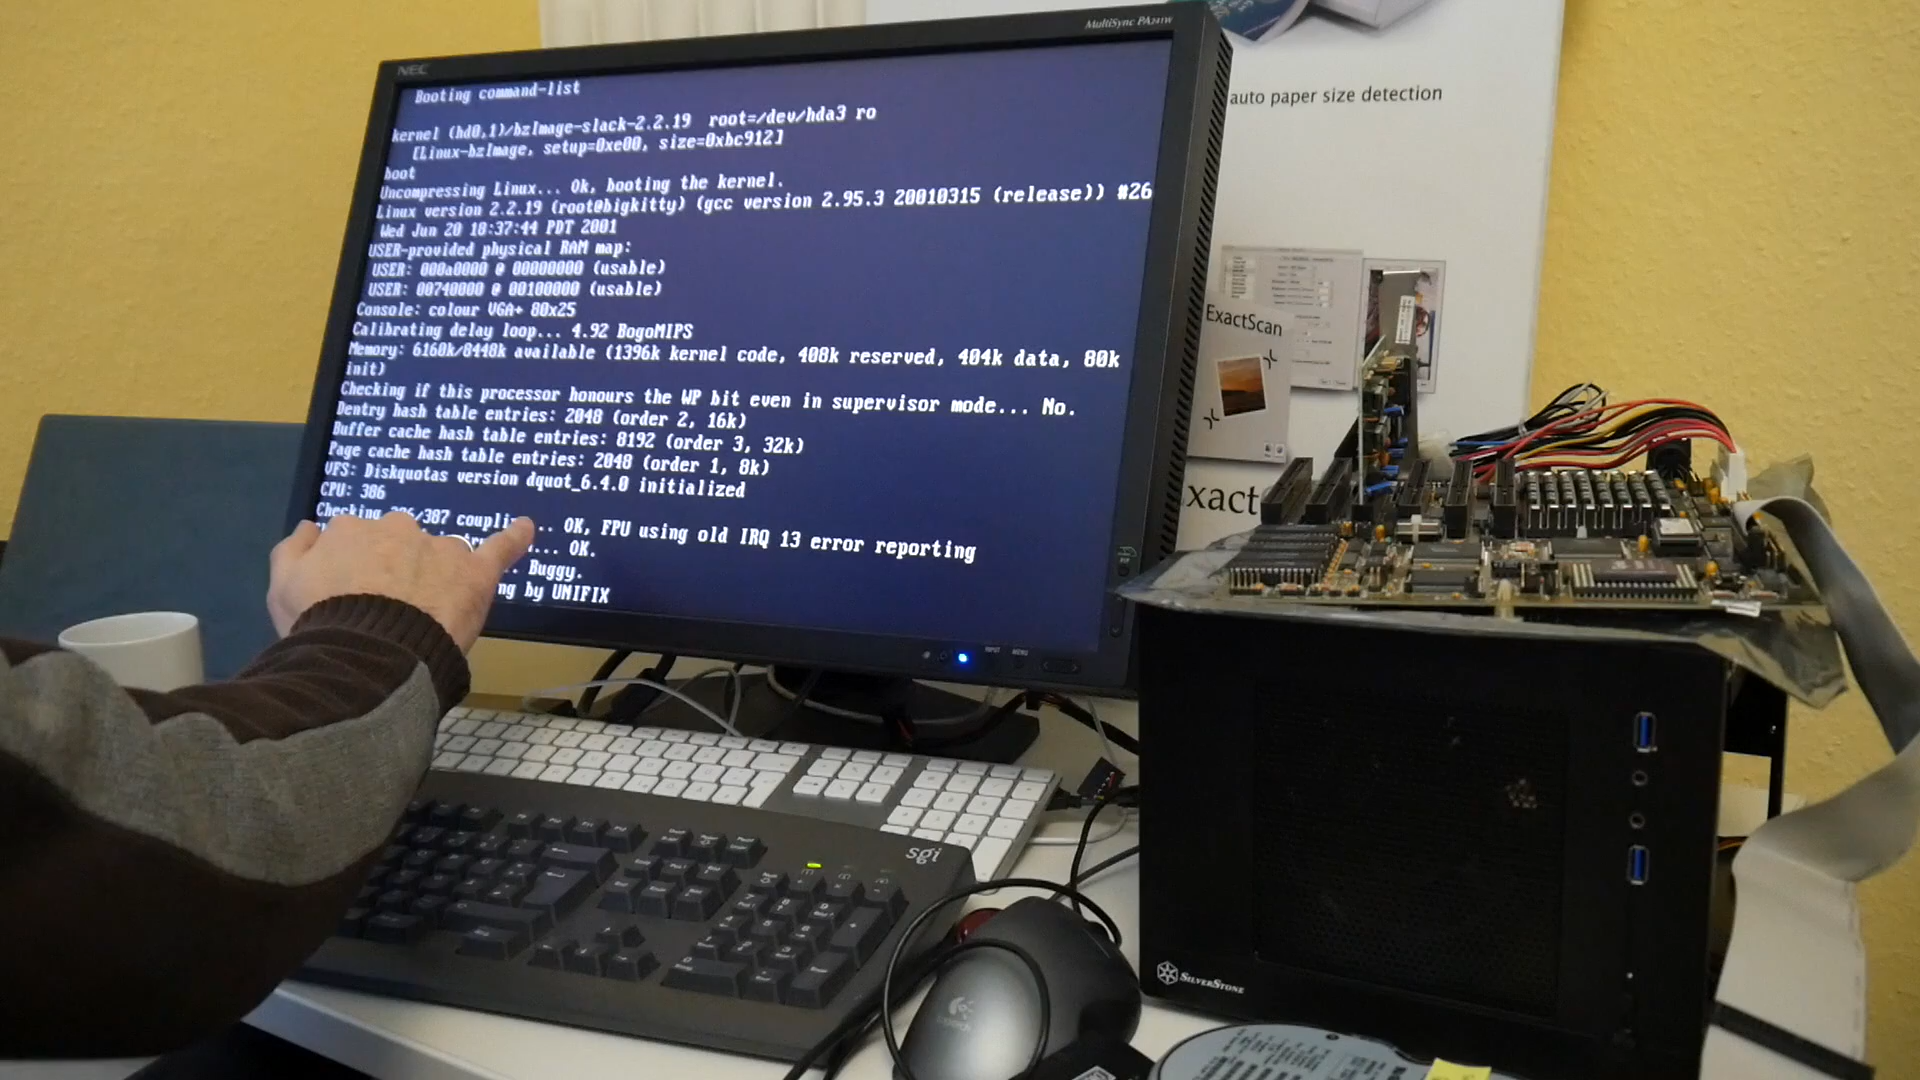 MultiSync PA241W
NEC
Booting command-list
kernel (hd0,1)/bzImage-slack-2.2.19 root=/dev/hda3 ro
[Linux-bzImage, setup=0xe00, size=0xbc912]
boot
Uncompressing Linux... Ok, booting the kernel.
Linux version 2.2.19 (root@bigkitty) (gcc version 2.95.3 20010315 (release)) #26
Wed Jun 20 18:37:44 PDT 2001
USER-provided physical RAM map:
USER: 000a0000 @ 00000000 (usable)
USER: 00740000 @ 00100000 (usable)
Console: colour VGA+ 80x25
Calibrating delay loop... 4.92 BogoMIPS
Memory: 6160k/8448k available (1396k kernel code, 408k reserved, 404k data, 80k
init)
Checking if this processor honours the WP bit even in supervisor mode... No.
Dentry hash table entries: 2048 (order 2, 16k)
Buffer cache hash table entries: 8192 (order 3, 32k)
Page cache hash table entries: 2048 (order 1, 8k)
VFS: Diskquotas version dquot_6.4.0 initialized
CPU: 386
Checking 386/387 coupling... OK, FPU using old IRQ 13 error reporting
... OK.
. Buggy.
ng by UNIFIX
INPUT MENU
auto paper size detection
ExactScan
xact
sgi
Logitech
SILVERSTONE